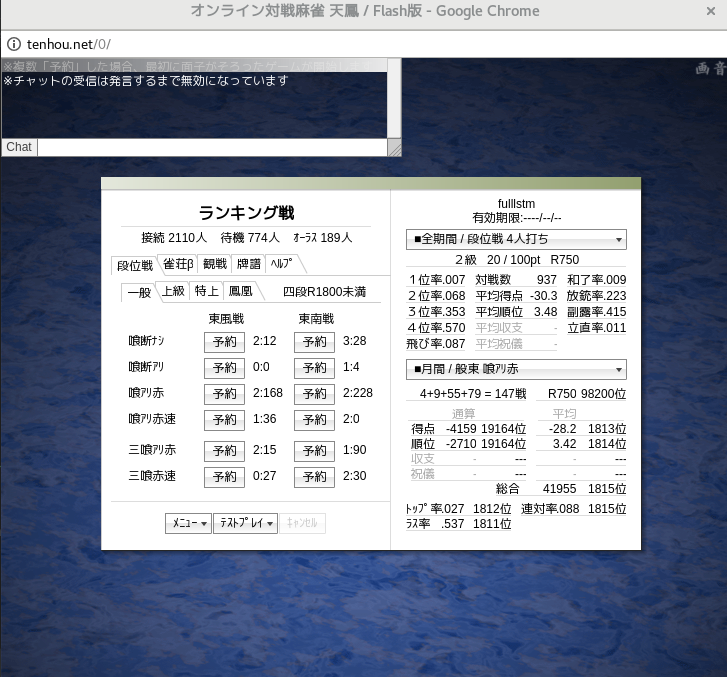 オンライン対戦麻雀 天鳳 / Flash版 - Google Chrome
tenhou.net/0/
※複数「予約」した場合、最初に面子がそろったゲームが開始し
※チャットの受信は発言するまで無効になっています
Chat
画 音
ランキング戦
接続 2110人 待機 774人 ｵｰﾗｽ 189人
段位戦 雀荘β 観戦 牌譜 ﾍﾙﾌﾟ
一般 上級 特上 鳳凰 四段R1800未満
東風戦 東南戦
喰断ﾅｼ 予約 2:12 予約 3:28
喰断ｱﾘ 予約 0:0 予約 1:4
喰ｱﾘ赤 予約 2:168 予約 2:228
喰ｱﾘ赤速 予約 1:36 予約 2:0
三喰ｱﾘ赤 予約 2:15 予約 1:90
三喰赤速 予約 0:27 予約 2:30
ﾒﾆｭｰ ﾃｽﾄﾌﾟﾚｲ ｷｬﾝｾﾙ
fulllstm
有効期限:----/--/--
■全期間 / 段位戦 4人打ち
２級 20 / 100pt R750
１位率.007 対戦数 937 和了率.009
２位率.068 平均得点 -30.3 放銃率.223
３位率.353 平均順位 3.48 副露率.415
４位率.570 平均収支 - 立直率.011
飛び率.087 平均祝儀 -
■月間 / 般東 喰ｱﾘ赤
4+9+55+79 = 147戦 R750 98200位
通算 平均
得点 -4159 19164位 -28.2 1813位
順位 -2710 19164位 3.42 1814位
収支 - --- - ---
祝儀 - --- - ---
総合 41955 1815位
ﾄｯﾌﾟ率.027 1812位 連対率.088 1815位
ﾗｽ率 .537 1811位